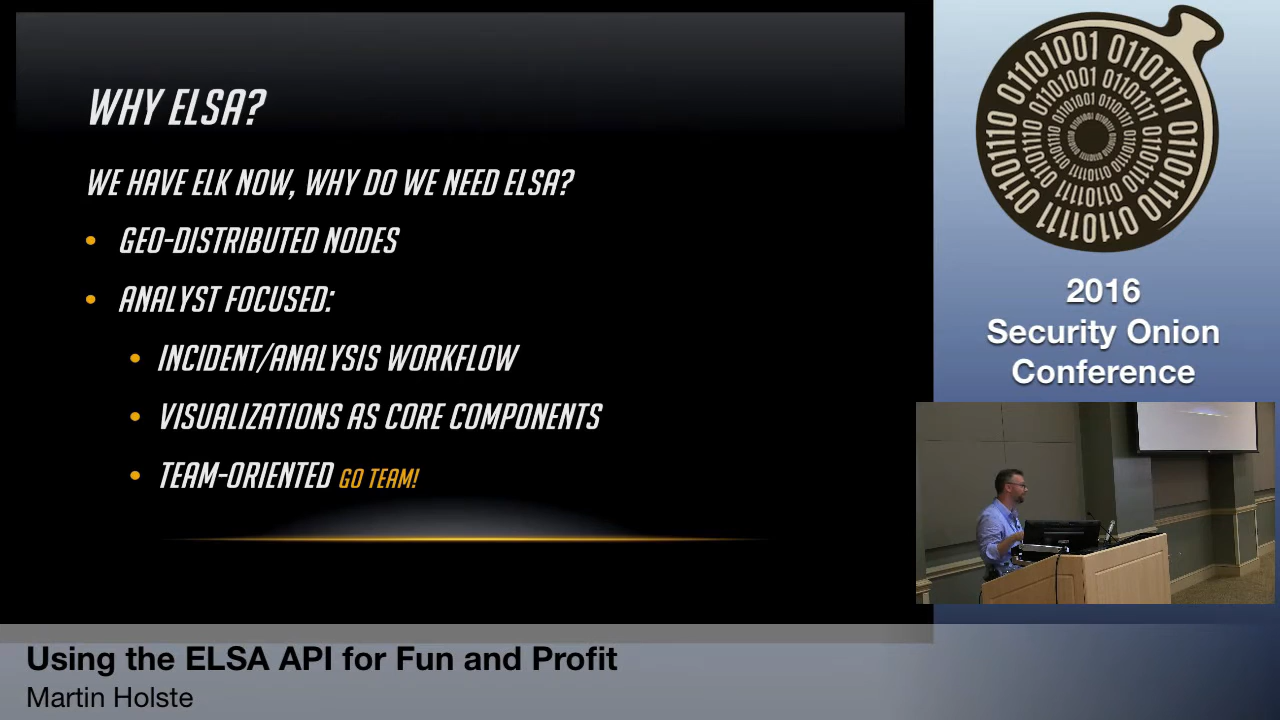 WHY ELSA?
WE HAVE ELK NOW, WHY DO WE NEED ELSA?
• GEO-DISTRIBUTED NODES
• ANALYST FOCUSED:
• INCIDENT/ANALYSIS WORKFLOW
• VISUALIZATIONS AS CORE COMPONENTS
• TEAM-ORIENTED GO TEAM!
2016
Security Onion
Conference
Using the ELSA API for Fun and Profit
Martin Holste